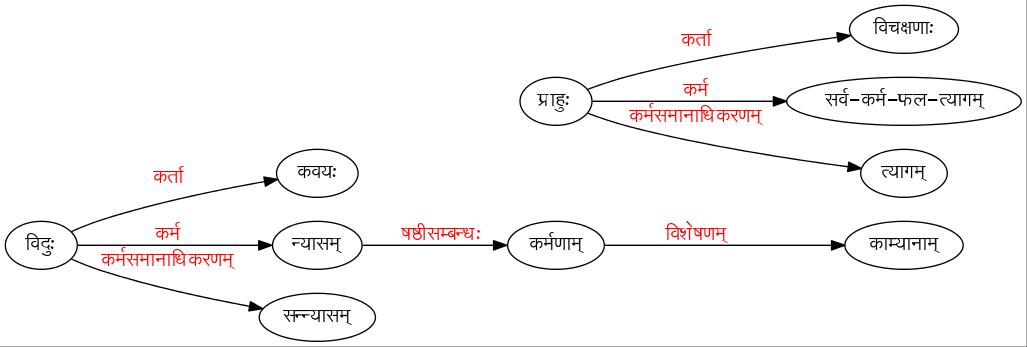 विचक्षणाः
कर्ता
प्राहुः
कर्म
सर्व-कर्म-फल-त्यागम्
कर्मसमानाधिकरणम्
त्यागम्
कर्ता
कवयः
विदुः
कर्म
न्यासम्
षष्ठीसम्बन्धः
कर्मणाम्
विशेषणम्
काम्यानाम्
कर्मसमानाधिकरणम्
सन्न्यासम्